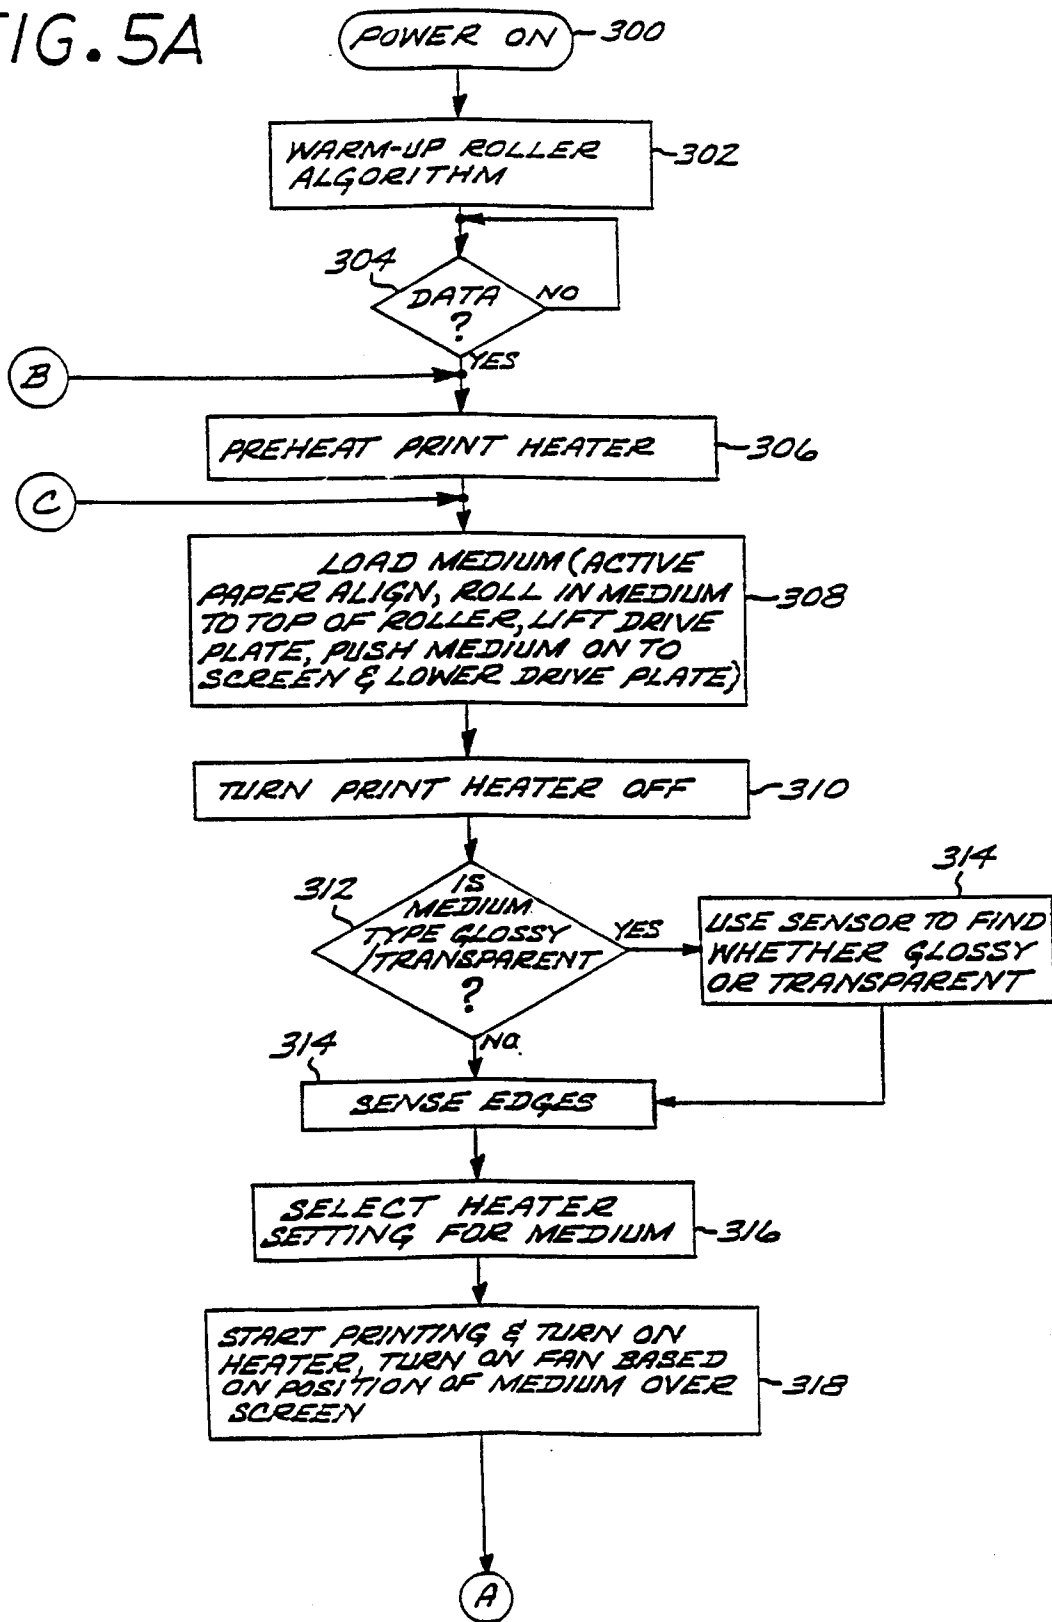 FIG. 5A
POWER ON
300
WARM-UP ROLLER
ALGORITHM
302
304
DATA
?
NO
YES
B
PREHEAT PRINT HEATER
306
C
LOAD MEDIUM (ACTIVE
PAPER ALIGN, ROLL IN MEDIUM
TO TOP OF ROLLER, LIFT DRIVE
PLATE, PUSH MEDIUM ON TO
SCREEN & LOWER DRIVE PLATE)
308
TURN PRINT HEATER OFF
310
312
IS
MEDIUM
TYPE GLOSSY
/TRANSPARENT
?
YES
314
USE SENSOR TO FIND
WHETHER GLOSSY
OR TRANSPARENT
NO
314
SENSE EDGES
SELECT HEATER
SETTING FOR MEDIUM
316
START PRINTING & TURN ON
HEATER, TURN ON FAN BASED
ON POSITION OF MEDIUM OVER
SCREEN
318
A